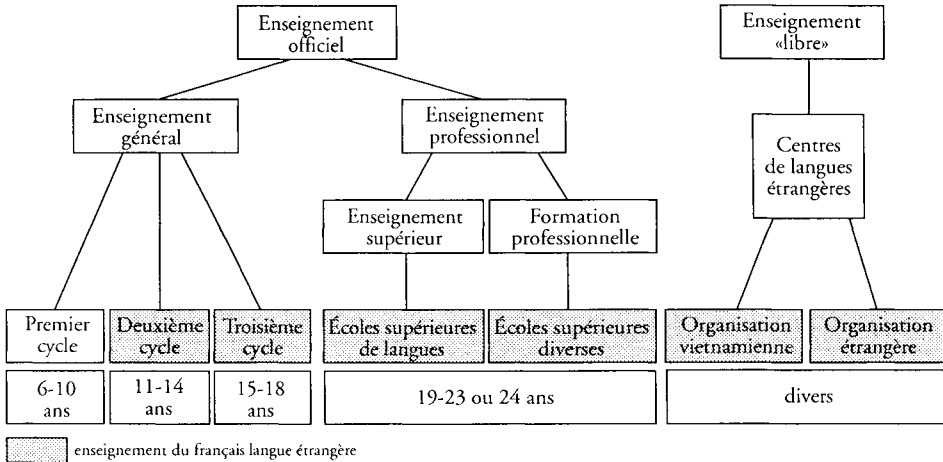 Enseignement
officiel
Enseignement
«libre»
Enseignement
général
Enseignement
professionnel
Centres
de langues
étrangères
Enseignement
supérieur
Formation
professionnelle
Premier
cycle
Deuxième
cycle
Troisième
cycle
Écoles supérieures
de langues
Écoles supérieures
diverses
Organisation
vietnamienne
Organisation
étrangère
6-10
ans
11-14
ans
15-18
ans
19-23 ou 24 ans
divers
enseignement du français langue étrangère